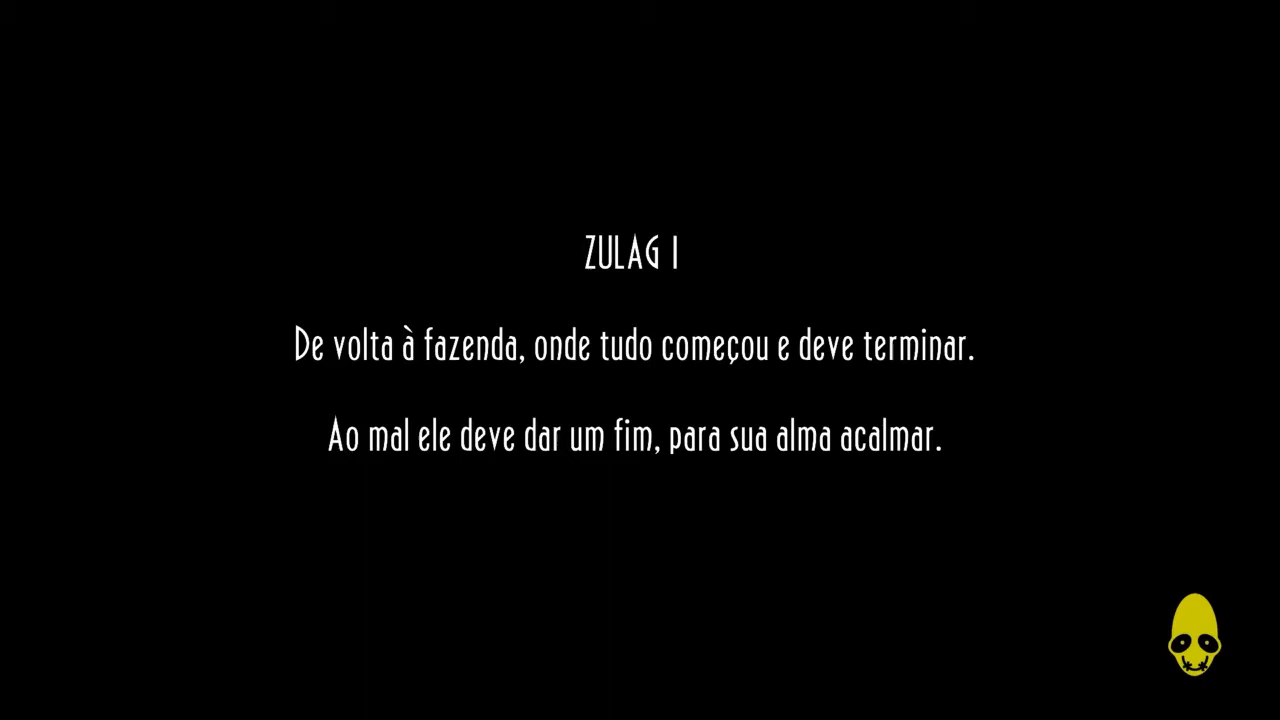 ZULAG 1
De volta à fazenda, onde tudo começou e deve terminar.
Ao mal ele deve dar um fim, para sua alma acalmar.